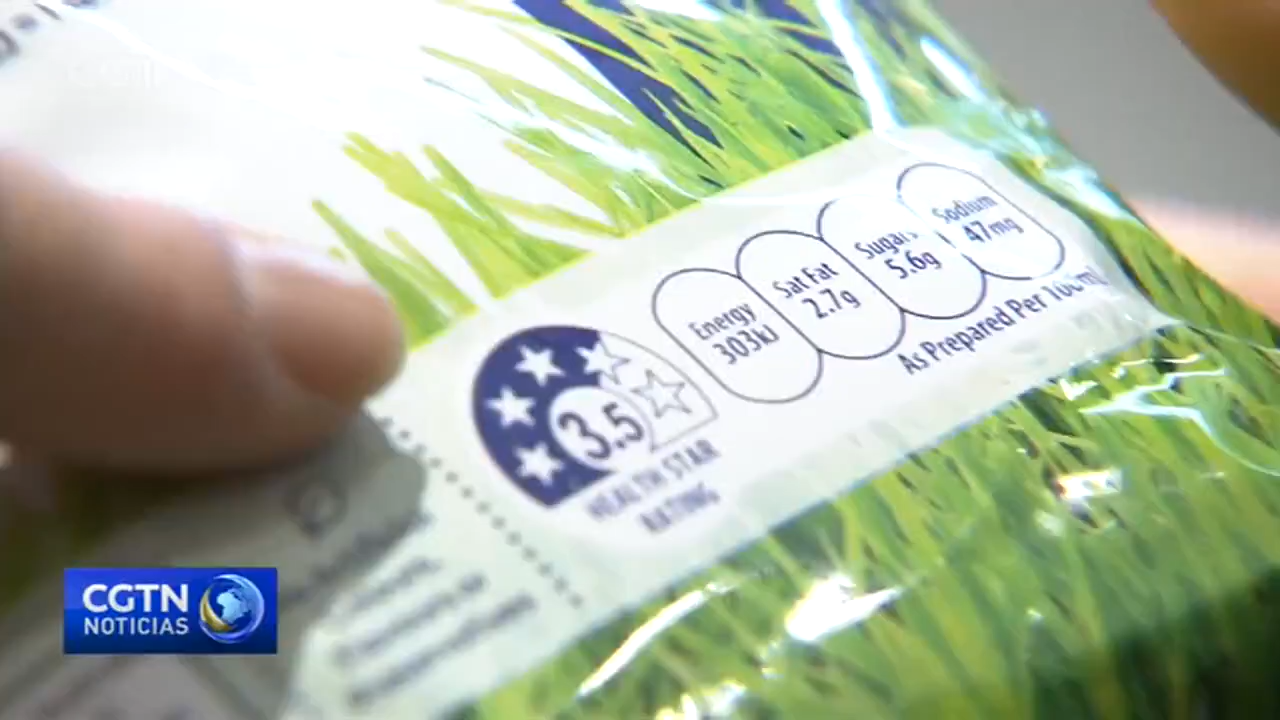 Energy
303kJ
Sat Fat
2.7g
Sugars
5.6g
Sodium
47mg
As Prepared Per 100mL
3.5
HEALTH STAR
RATING
CGTN
NOTICIAS